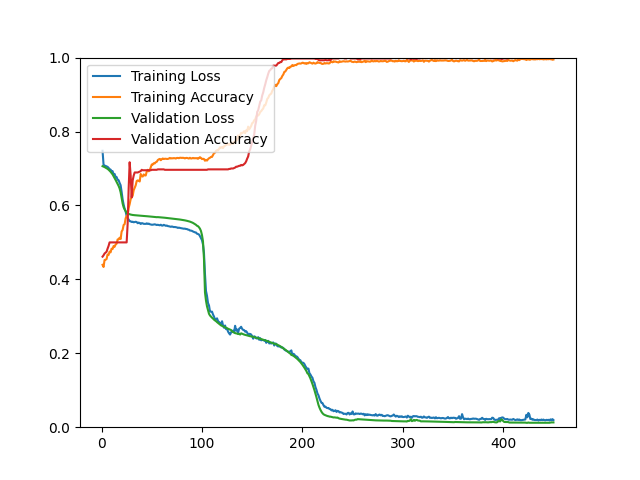 1.0
0.8
0.6
0.4
0.2
0.0
Training Loss
Training Accuracy
Validation Loss
Validation Accuracy
0 100 200 300 400